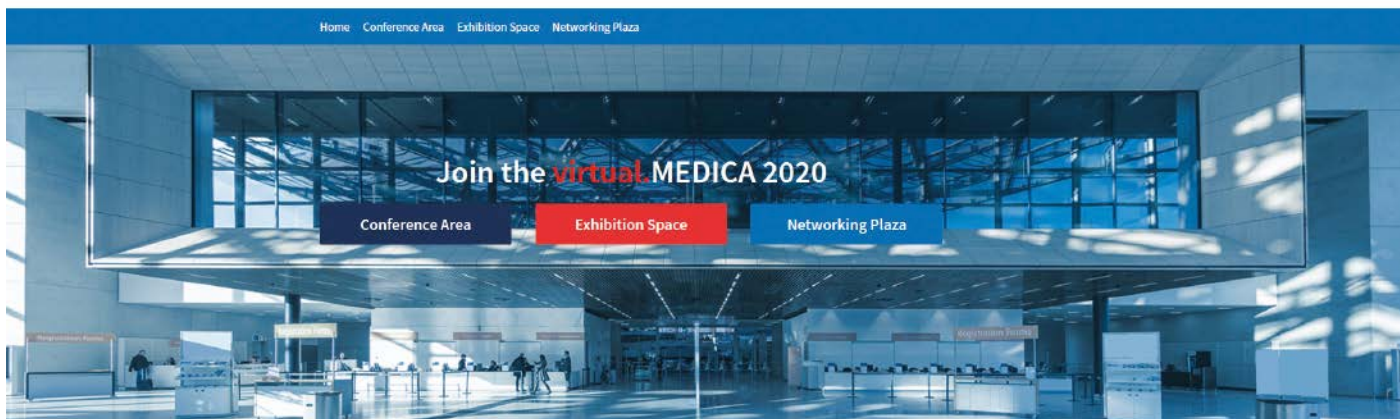 Home Conference Area Exhibition Space Networking Plaza
Join the virtual.MEDICA 2020
Conference Area Exhibition Space Networking Plaza